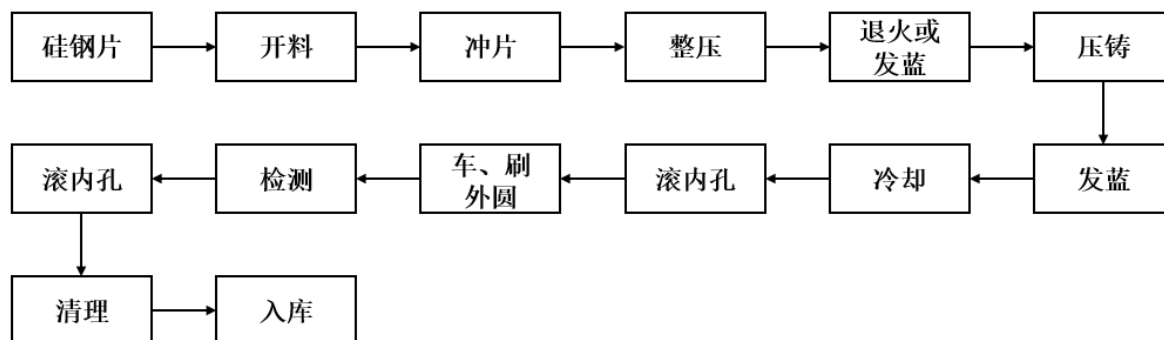 硅钢片
开料
冲片
整压
退火或
发蓝
压铸
发蓝
冷却
滚内孔
车、刷
外圆
检测
滚内孔
清理
入库